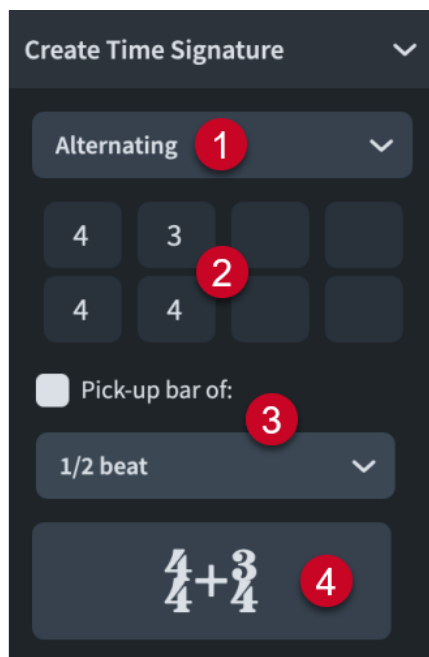 Create Time Signature
Alternating 1
4 3
2
4 4
Pick-up bar of:
3
1/2 beat
4/4+3/4 4